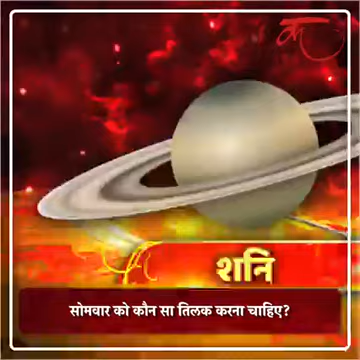 शनि
सोमवार को कौन सा तिलक करना चाहिए?